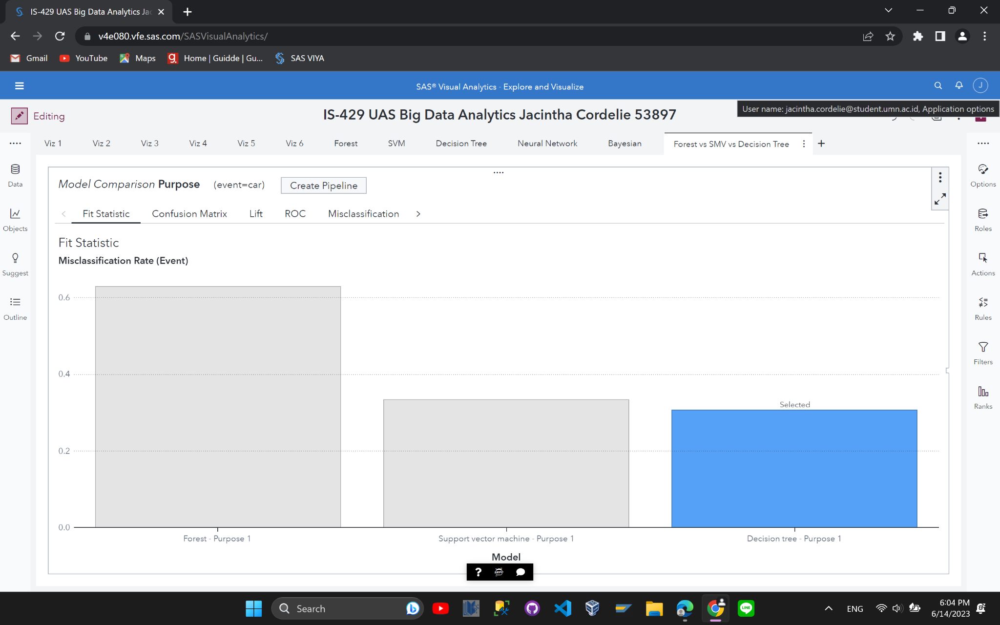 IS-429 UAS Big Data Analytics Jac
v4e080.vfe.sas.com/SASVisualAnalytics/
Gmail YouTube Maps Home | Guidde | Gu... SAS VIYA
SAS® Visual Analytics - Explore and Visualize J
Editing IS-429 UAS Big Data Analytics Jacintha Cordelie 53897
User name: jacintha.cordelie@student.umn.ac.id, Application options
Viz 1 Viz 2 Viz 3 Viz 4 Viz 5 Viz 6 Forest SVM Decision Tree Neural Network Bayesian Forest vs SMV vs Decision Tree
Data
Objects
Suggest
Outline
Model Comparison Purpose (event=car) Create Pipeline
Fit Statistic Confusion Matrix Lift ROC Misclassification
Fit Statistic
Misclassification Rate (Event)
0.6
0.4
0.2
0.0
Selected
Forest - Purpose 1 Support vector machine - Purpose 1 Decision tree - Purpose 1
Model
Options
Roles
Actions
Rules
Filters
Ranks
? jupyter
Search LINE ENG 6:04 PM
6/14/2023